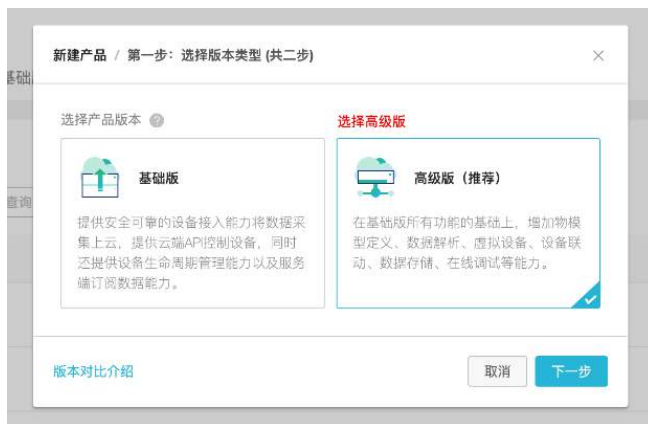 新建产品 / 第一步：选择版本类型 (共二步)
基础
选择产品版本
选择高级版
基础版
提供安全可靠的设备接入能力将数据采
集上云，提供云端API控制设备，同时
还提供设备生命周期管理能力以及服务
端订阅数据能力。
高级版（推荐）
在基础版所有功能的基础上，增加物模
型定义、数据解析、虚拟设备、设备联
动、数据存储、在线调试等能力。
查询
版本对比介绍
取消
下一步